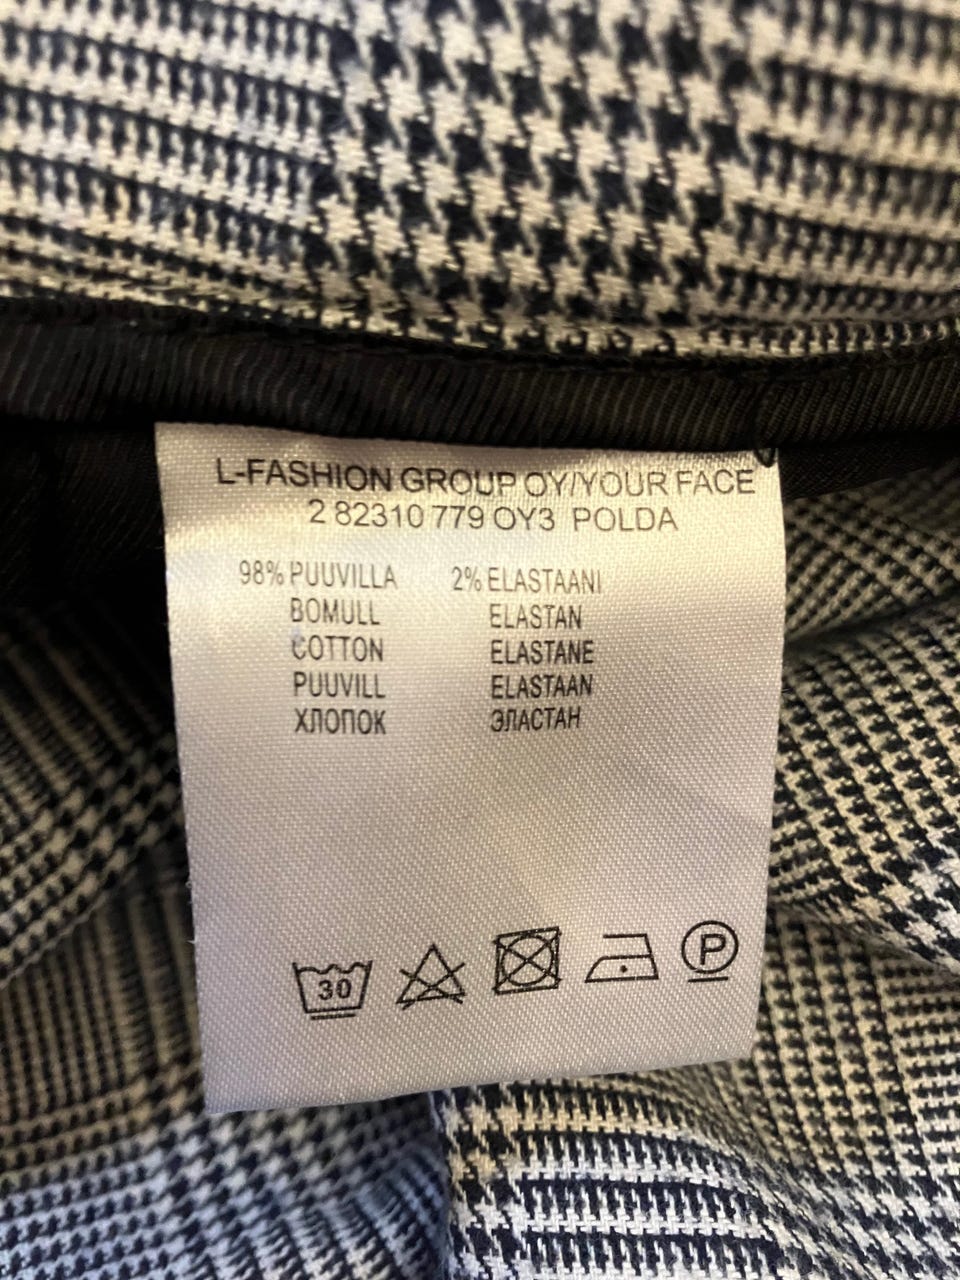 L-FASHION GROUP OY/YOUR FACE
2 82310 779 OY3 POLDA
98% PUUVILLA 2% ELASTAANI
BOMULL ELASTAN
COTTON ELASTANE
PUUVILL ELASTAAN
ХЛОПОК ЭЛАСТАН
30 P